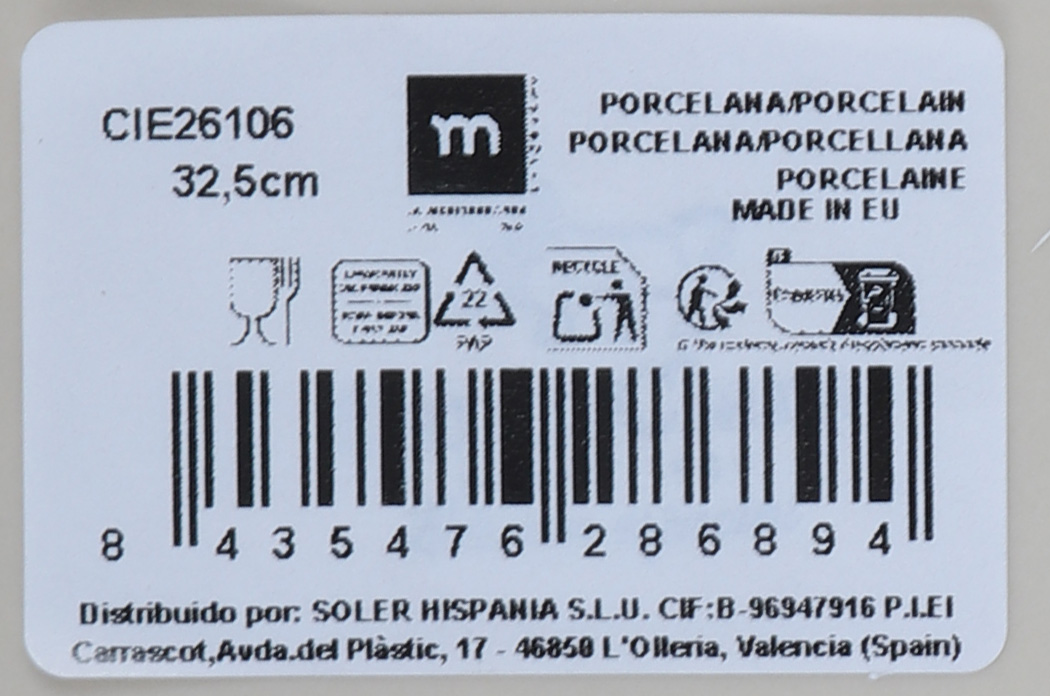 CIE26106
32,5cm
m
PORCELANA/PORCELAIN
PORCELANA/PORCELLANA
PORCELAINE
MADE IN EU
22
PAP
RECYCLE
8 435476 286894
Distribuido por: SOLER HISPANIA S.L.U. CIF:B-96947916 P.I.El
Carrascot,Avda.del Plàstic, 17 - 46850 L'Olleria, Valencia (Spain)